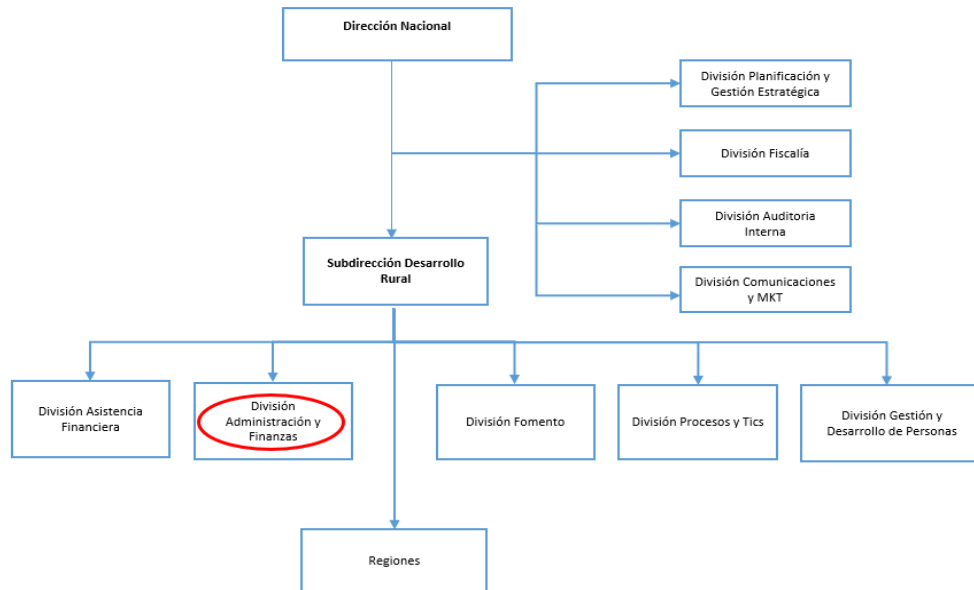 Dirección Nacional
División Planificación y
Gestión Estratégica
División Fiscalía
División Auditoria
Interna
División Comunicaciones
y MKT
Subdirección Desarrollo
Rural
División Asistencia
Financiera
División
Administración y
Finanzas
División Fomento
División Procesos y Tics
División Gestión y
Desarrollo de Personas
Regiones